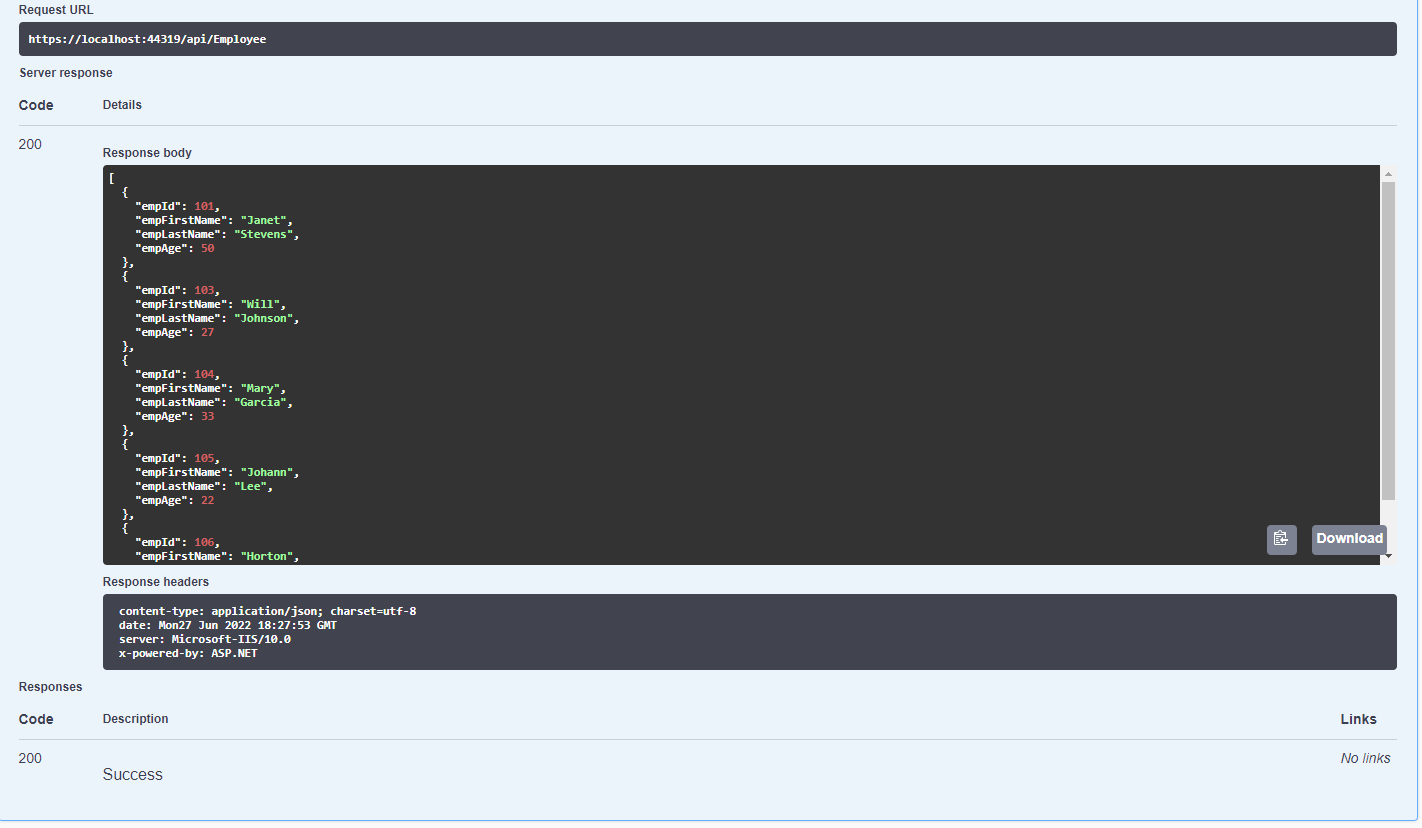 Request URL
https://localhost:44319/api/Employee
Server response
Code Details
200
Response body
[
{
"empId": 101,
"empFirstName": "Janet",
"empLastName": "Stevens",
"empAge": 50
},
{
"empId": 103,
"empFirstName": "Will",
"empLastName": "Johnson",
"empAge": 27
},
{
"empId": 104,
"empFirstName": "Mary",
"empLastName": "Garcia",
"empAge": 33
},
{
"empId": 105,
"empFirstName": "Johann",
"empLastName": "Lee",
"empAge": 22
},
{
"empId": 106,
"empFirstName": "Horton",
Download
Response headers
content-type: application/json; charset=utf-8
date: Mon27 Jun 2022 18:27:53 GMT
server: Microsoft-IIS/10.0
x-powered-by: ASP.NET
Responses
Code Description Links
200 No links
Success